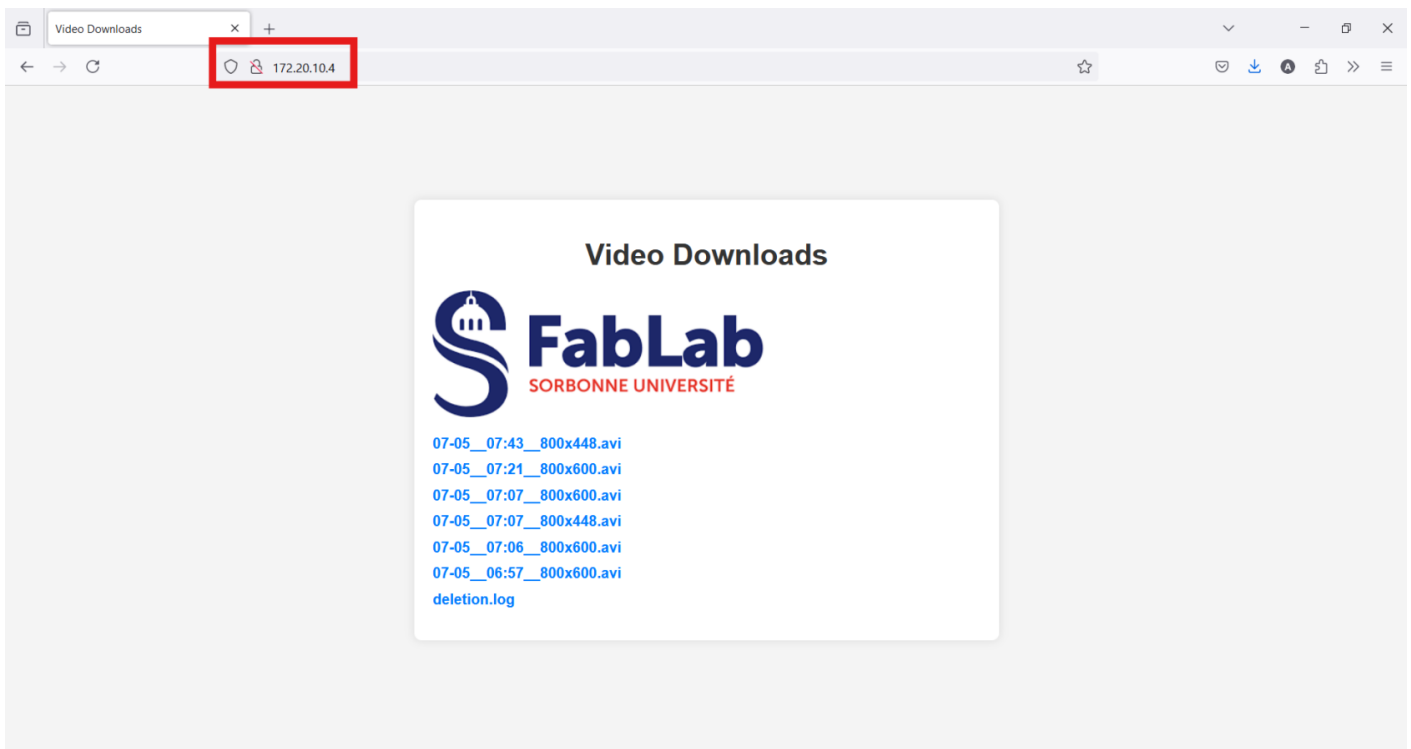 Video Downloads
172.20.10.4
A
Video Downloads
FabLab
SORBONNE UNIVERSITÉ
07-05__07:43__800x448.avi
07-05__07:21__800x600.avi
07-05__07:07__800x600.avi
07-05__07:07__800x448.avi
07-05__07:06__800x600.avi
07-05__06:57__800x600.avi
deletion.log